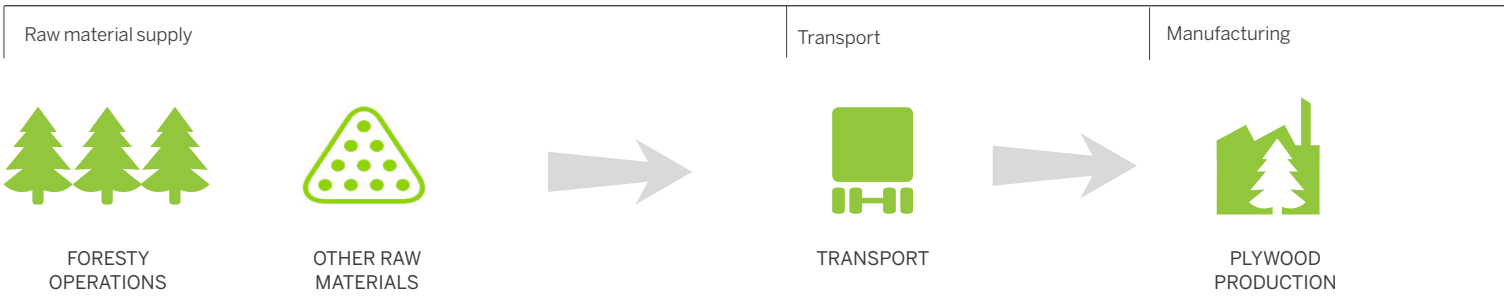 Raw material supply
Transport
Manufacturing
FORESTY
OPERATIONS
OTHER RAW
MATERIALS
TRANSPORT
PLYWOOD
PRODUCTION